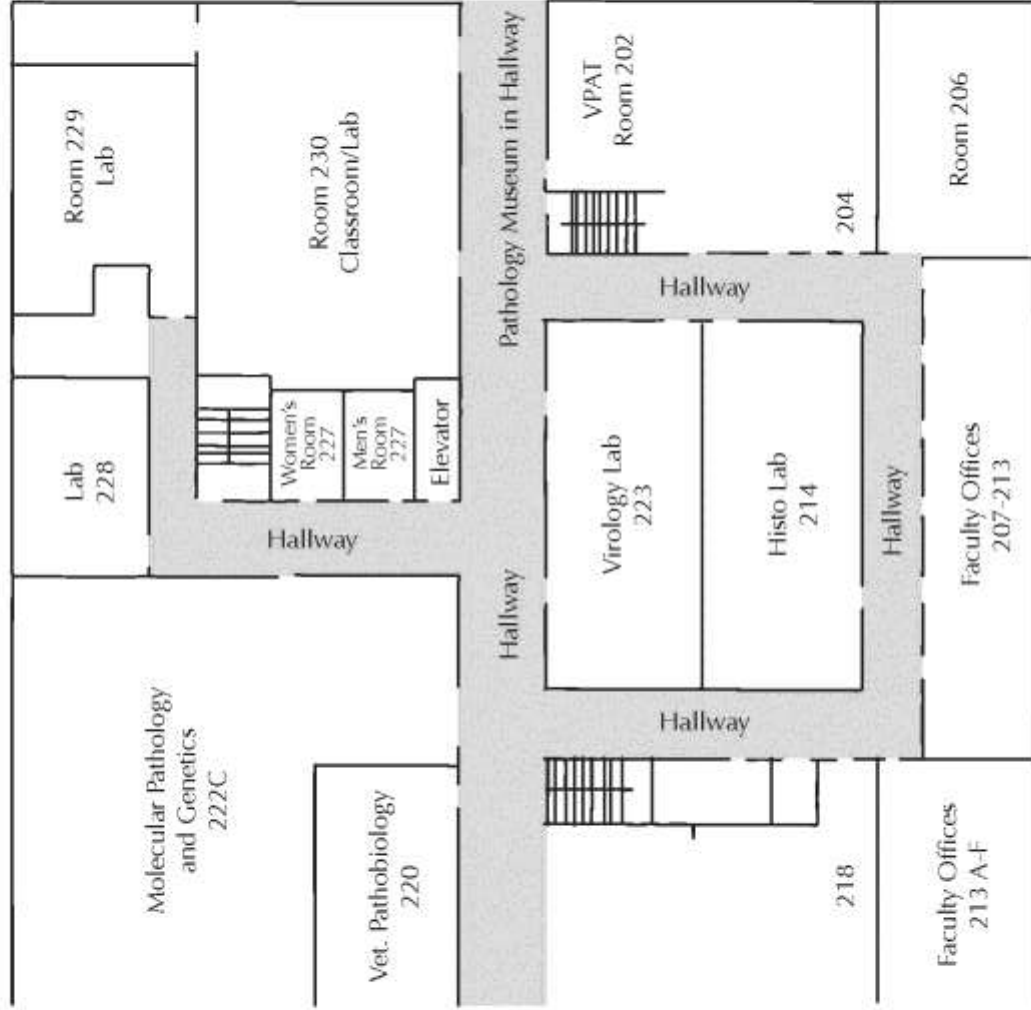 Room 229
Lab
Room 230
Classroom/Lab
Pathology Museum in Hallway
VPAT
Room 202
204
Room 206
Lab
228
Women's
Room
227
Men's
Room
227
Elevator
Hallway
Hallway
Hallway
Virology Lab
223
Histo Lab
214
Hallway
Faculty Offices
207-213
Hallway
Molecular Pathology
and Genetics
222C
Vet. Pathobiology
220
218
Faculty Offices
213 A-F